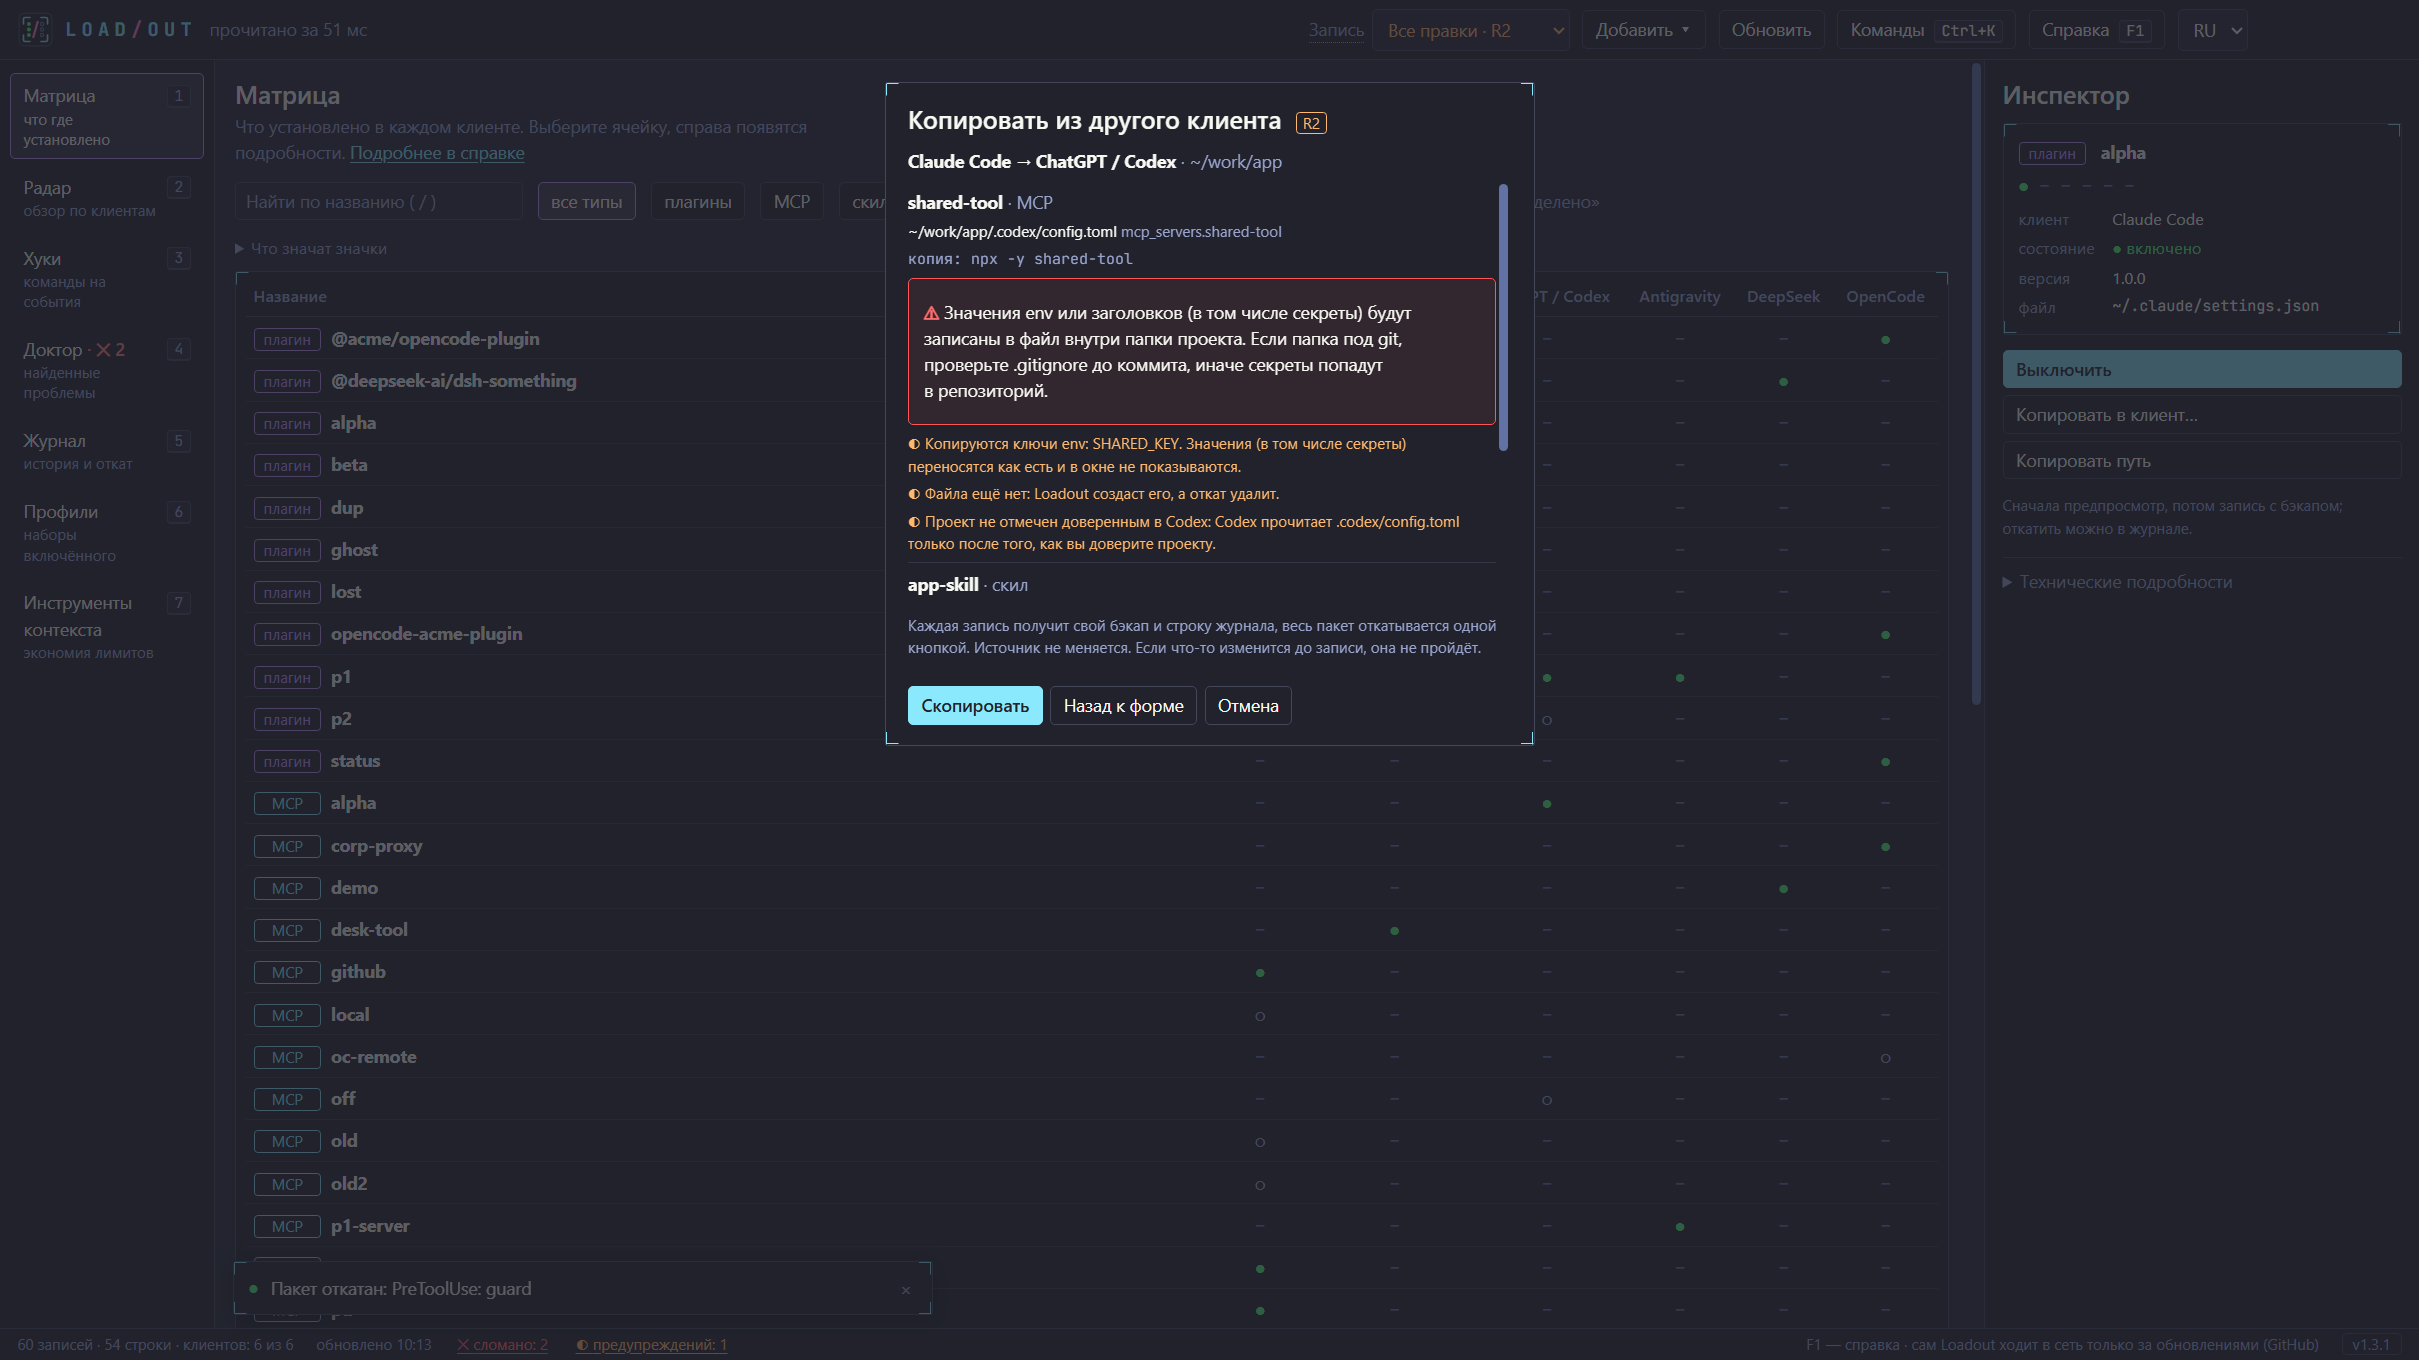 LOAD/OUT прочитано за 51 мс
Запись Все правки · R2 Добавить ▾ Обновить Команды Ctrl+K Справка F1 RU
Матрица 1
что где
установлено
Радар 2
обзор по клиентам
Хуки 3
команды на
события
Доктор · ✕ 2 4
найденные
проблемы
Журнал 5
история и откат
Профили 6
наборы
включённого
Инструменты 7
контекста
экономия лимитов
Матрица
Что установлено в каждом клиенте. Выберите ячейку, справа появятся
подробности. Подробнее в справке
Найти по названию ( / ) все типы плагины MCP
▶ Что значат значки
Название / Codex Antigravity DeepSeek OpenCode
плагин @acme/opencode-plugin
плагин @deepseek-ai/dsh-something
плагин alpha
плагин beta
плагин dup
плагин ghost
плагин lost
плагин opencode-acme-plugin
плагин p1
плагин p2
плагин status
MCP alpha
MCP corp-proxy
MCP demo
MCP desk-tool
MCP github
MCP local
MCP oc-remote
MCP off
MCP old
MCP old2
MCP p1-server
Копировать из другого клиента R2
Claude Code → ChatGPT / Codex · ~/work/app
shared-tool · MCP
~/work/app/.codex/config.toml mcp_servers.shared-tool
копия: npx -y shared-tool
⚠ Значения env или заголовков (в том числе секреты) будут
записаны в файл внутри папки проекта. Если папка под git,
проверьте .gitignore до коммита, иначе секреты попадут
в репозиторий.
◐ Копируются ключи env: SHARED_KEY. Значения (в том числе секреты)
переносятся как есть и в окне не показываются.
◐ Файла ещё нет: Loadout создаст его, а откат удалит.
◐ Проект не отмечен доверенным в Codex: Codex прочитает .codex/config.toml
только после того, как вы доверите проекту.
app-skill · скил
Каждая запись получит свой бэкап и строку журнала, весь пакет откатывается одной
кнопкой. Источник не меняется. Если что-то изменится до записи, она не пройдёт.
Скопировать Назад к форме Отмена
Инспектор
плагин alpha
клиент Claude Code
состояние ● включено
версия 1.0.0
файл ~/.claude/settings.json
Выключить
Копировать в клиент...
Копировать путь
Сначала предпросмотр, потом запись с бэкапом;
откатить можно в журнале.
▶ Технические подробности
Пакет откатан: PreToolUse: guard ×
60 записей · 54 строки · клиентов: 6 из 6 обновлено 10:13 ✕ сломано: 2 ◐ предупреждений: 1
F1 — справка · сам Loadout ходит в сеть только за обновлениями (GitHub) v1.3.1